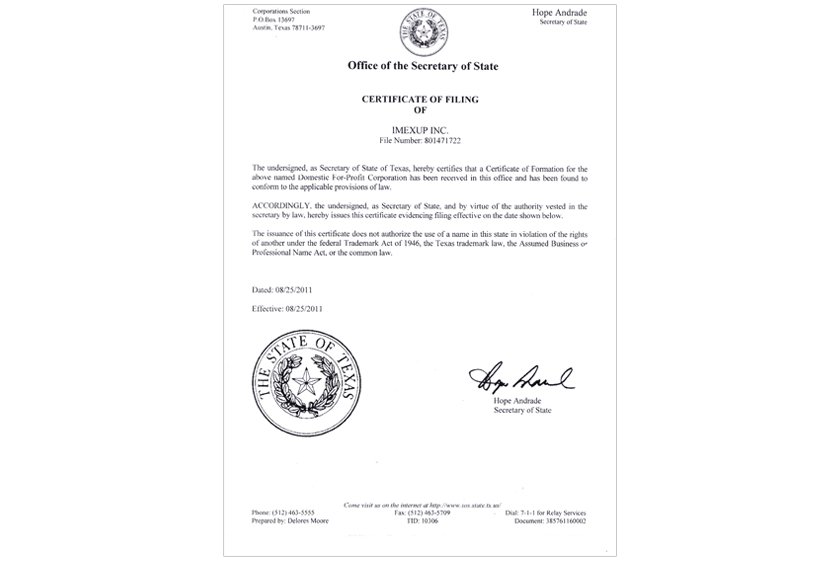 Corporations Section
P.O.Box 13697
Austin, Texas 78711-3697
THE STATE OF TEXAS
Hope Andrade
Secretary of State
Office of the Secretary of State
CERTIFICATE OF FILING
OF
IMEXUP INC.
File Number: 801471722
The undersigned, as Secretary of State of Texas, hereby certifies that a Certificate of Formation for the
above named Domestic For-Profit Corporation has been received in this office and has been found to
conform to the applicable provisions of law.
ACCORDINGLY, the undersigned, as Secretary of State, and by virtue of the authority vested in the
secretary by law, hereby issues this certificate evidencing filing effective on the date shown below.
The issuance of this certificate does not authorize the use of a name in this state in violation of the rights
of another under the federal Trademark Act of 1946, the Texas trademark law, the Assumed Business or
Professional Name Act, or the common law.
Dated: 08/25/2011
Effective: 08/25/2011
THE STATE OF TEXAS
Hope Andrade
Secretary of State
Come visit us on the internet at http://www.sos.state.tx.us/
Phone: (512) 463-5555
Fax: (512) 463-5709
Dial: 7-1-1 for Relay Services
Prepared by: Delores Moore
TID: 10306
Document: 385761160002